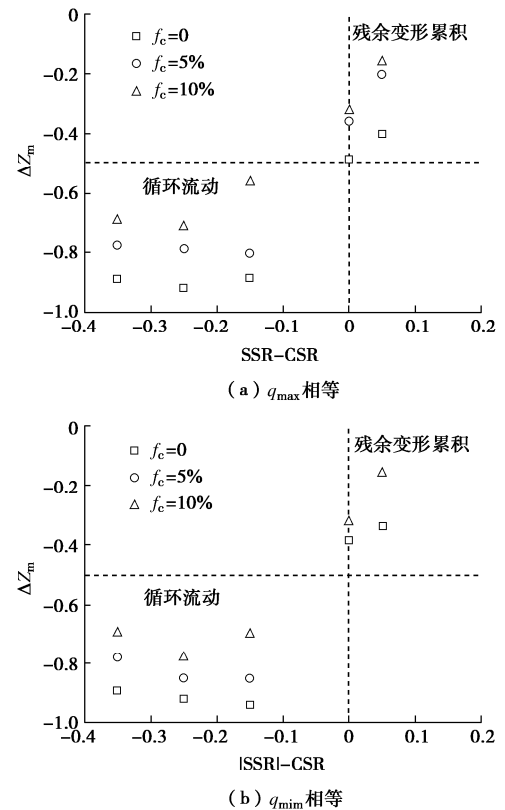 0
残余变形累积
□ fc=0
○ fc=5%
△ fc=10%
−0.2
−0.4
ΔZm
循环流动
−0.6
−0.8
−1.0
−0.4 −0.3 −0.2 −0.1 0 0.1 0.2
SSR−CSR
（a）qmax相等
0
残余变形累积
□ fc=0
○ fc=5%
△ fc=10%
−0.2
−0.4
ΔZm
循环流动
−0.6
−0.8
−1.0
−0.4 −0.3 −0.2 −0.1 0 0.1 0.2
|SSR|−CSR
（b）qmim相等